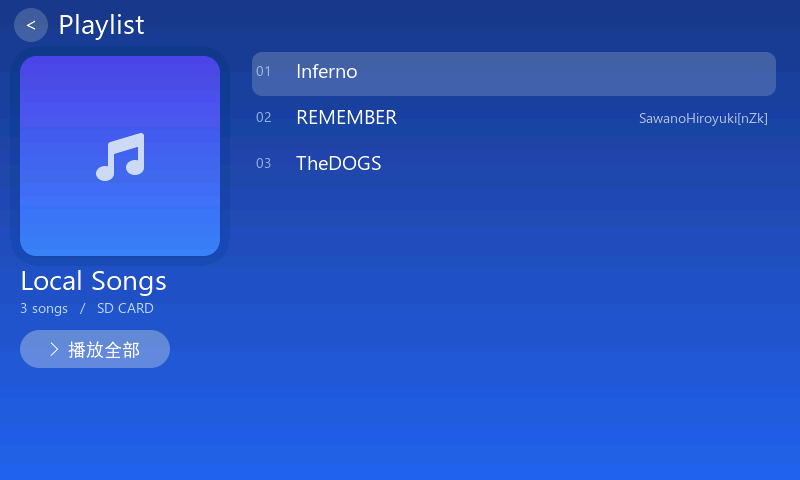 < Playlist
01 Inferno
02 REMEMBER SawanoHiroyuki[nZk]
03 TheDOGS
Local Songs
3 songs / SD CARD
> 播放全部